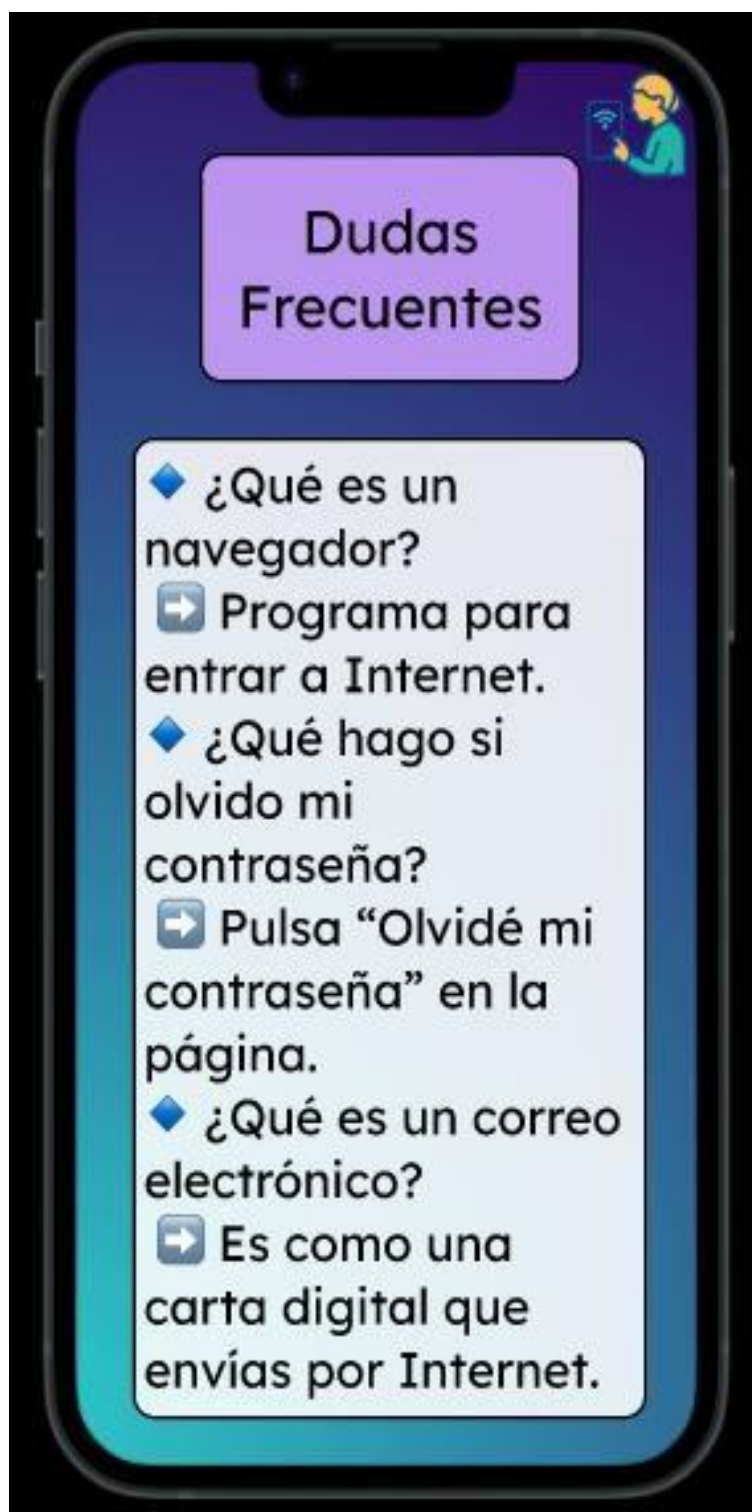 Dudas
Frecuentes
🔹 ¿Qué es un
navegador?
➡️ Programa para
entrar a Internet.
🔹 ¿Qué hago si
olvido mi
contraseña?
➡️ Pulsa “Olvidé mi
contraseña” en la
página.
🔹 ¿Qué es un correo
electrónico?
➡️ Es como una
carta digital que
envías por Internet.